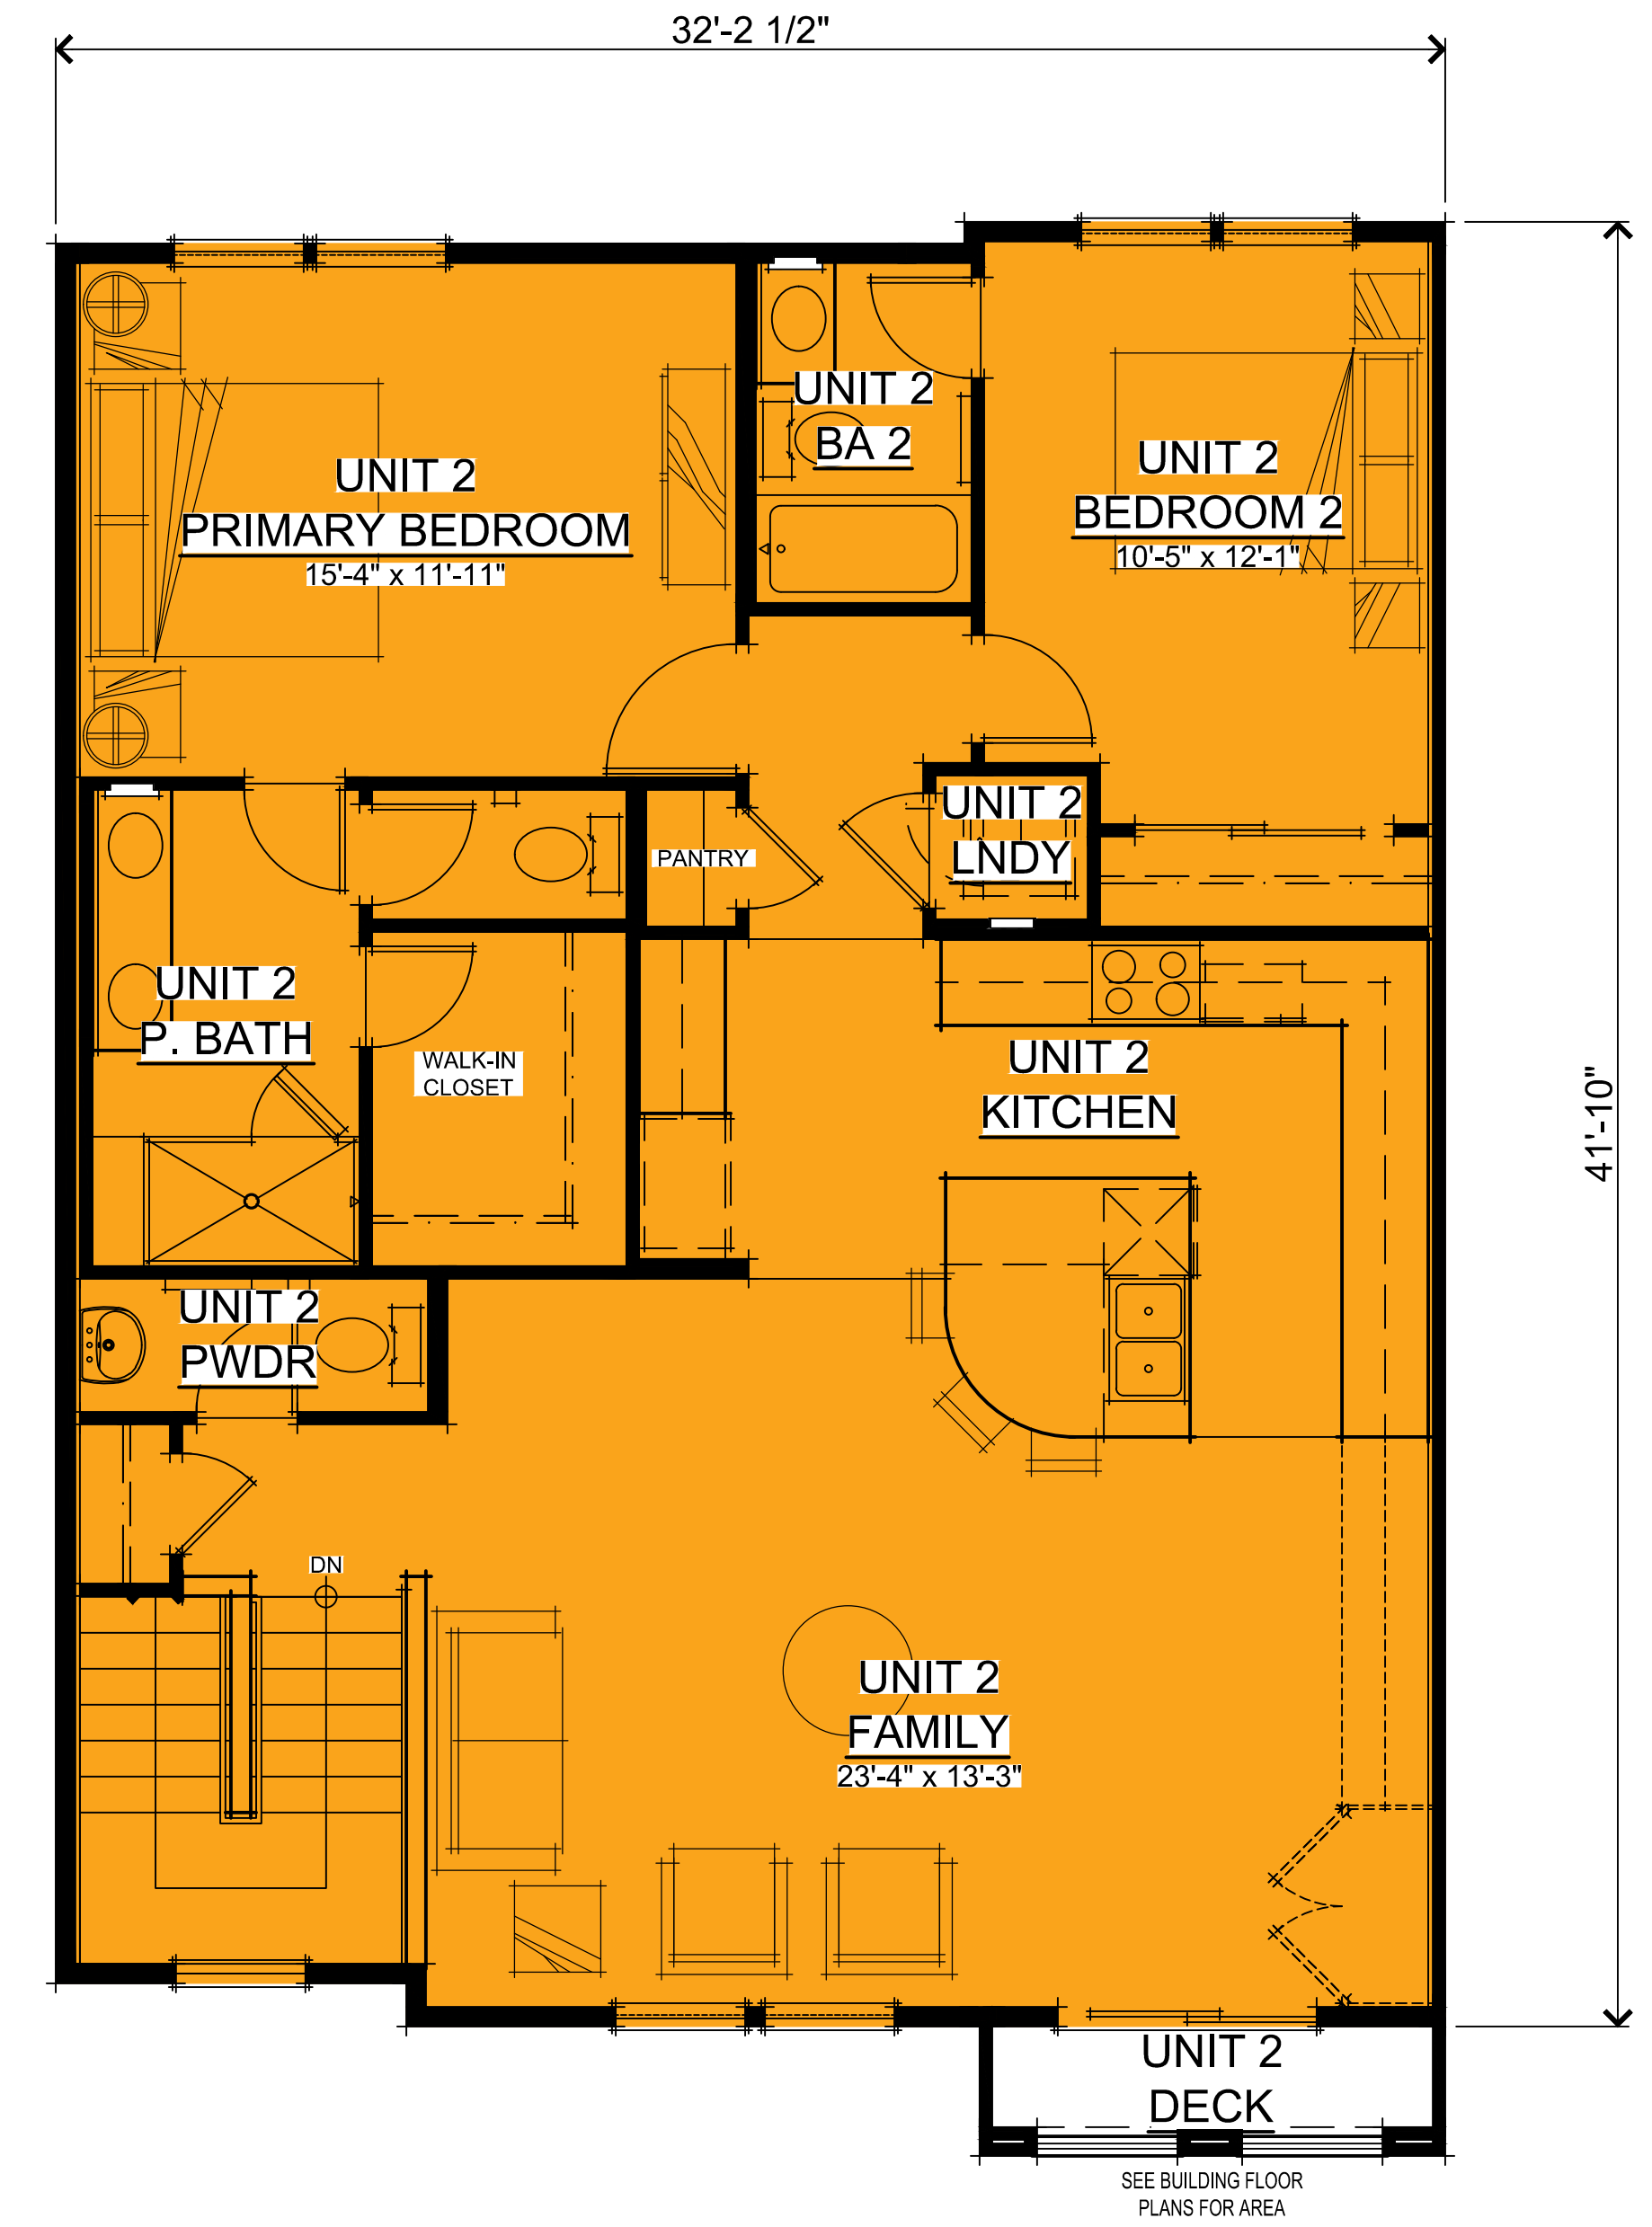 32'-2 1/2"
UNIT 2
BA 2
UNIT 2
PRIMARY BEDROOM
15'-4" x 11'-11"
UNIT 2
BEDROOM 2
10'-5" x 12'-1"
UNIT 2
LNDY
PANTRY
UNIT 2
P. BATH
WALK-IN
CLOSET
UNIT 2
KITCHEN
41'-10"
UNIT 2
PWDR
DN
UNIT 2
FAMILY
23'-4" x 13'-3"
UNIT 2
DECK
SEE BUILDING FLOOR
PLANS FOR AREA